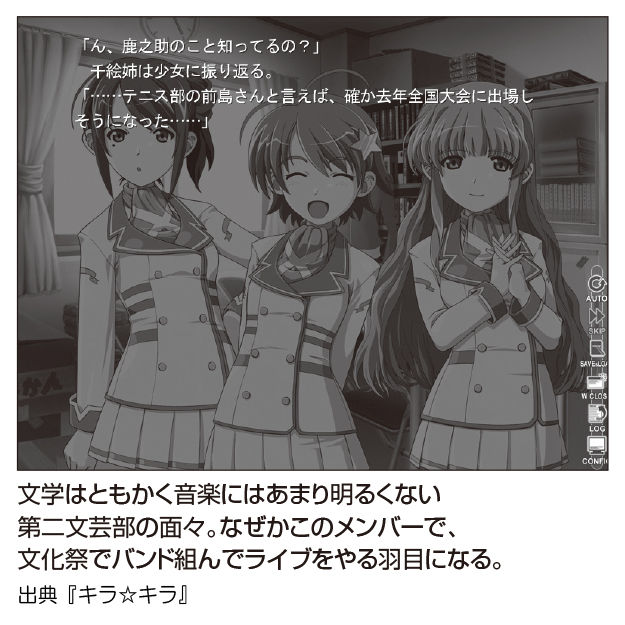 「ん、鹿之助のこと知ってるの？」
千絵姉は少女に振り返る。
「……テニス部の前島さんと言えば、確か去年全国大会に出場し
そうになった……」
AUTO
SKIP
SAVE&LOA
W CLOS
LOG
CONFIG
文学はともかく音楽にはあまり明るくない
第二文芸部の面々。なぜかこのメンバーで、
文化祭でバンド組んでライブをやる羽目になる。
出典『キラ☆キラ』